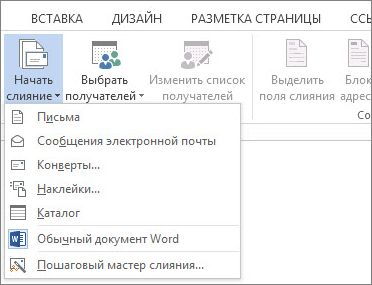 ВСТАВКА ДИЗАЙН РАЗМЕТКА СТРАНИЦЫ ССЫ
Начать слияние
Выбрать получателей
Изменить список получателей
Выделить поля слияния
Блок адрес
Со
Письма
Сообщения электронной почты
Конверты...
Наклейки...
Каталог
Обычный документ Word
Пошаговый мастер слияния...